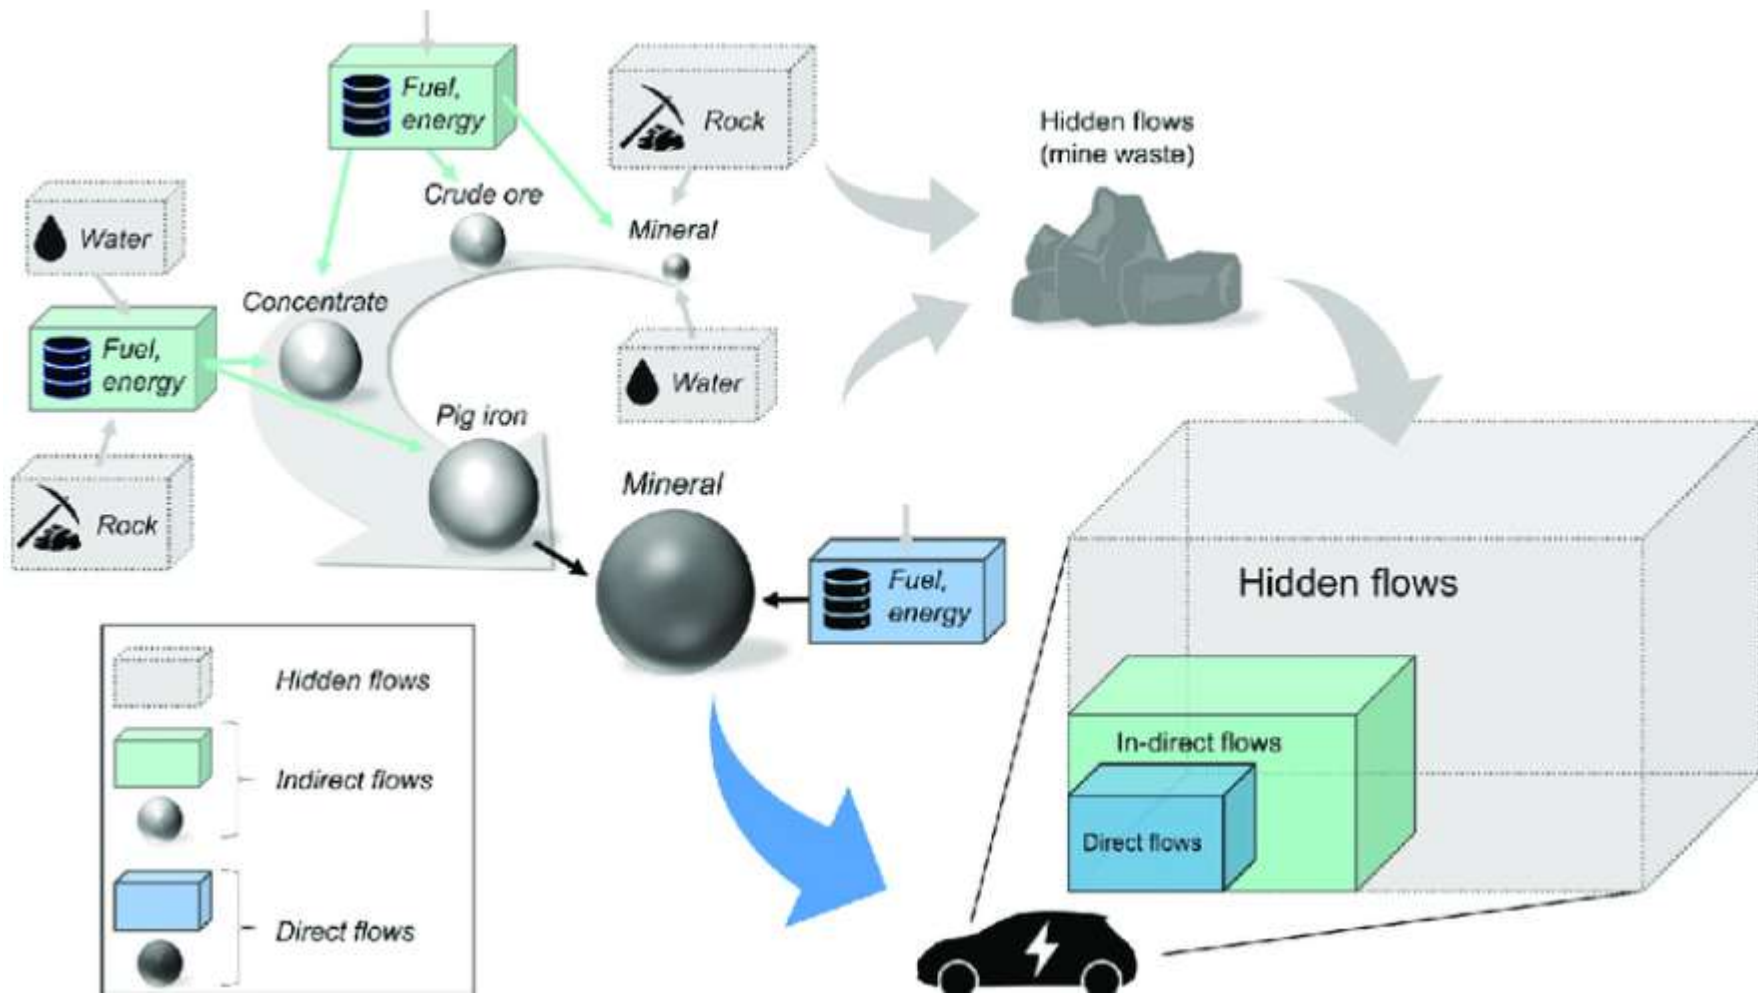 Fuel,
energy
Rock
Hidden flows
(mine waste)
Crude ore
Water
Mineral
Concentrate
Fuel,
energy
Water
Pig iron
Rock
Mineral
Fuel,
energy
Hidden flows
Hidden flows
In-direct flows
Indirect flows
Direct flows
Direct flows